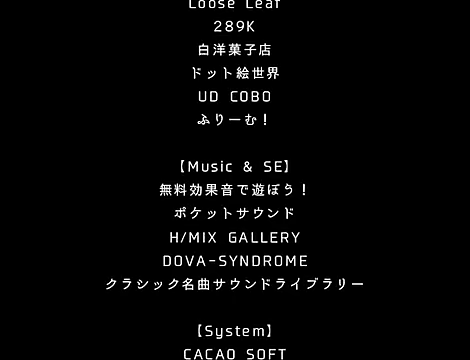 Loose Leaf
289K
白洋菓子店
ドット絵世界
UD COBO
ふりーむ！
【Music & SE】
無料効果音で遊ぼう！
ポケットサウンド
H/MIX GALLERY
DOVA-SYNDROME
クラシック名曲サウンドライブラリー
【System】
CACAO SOFT